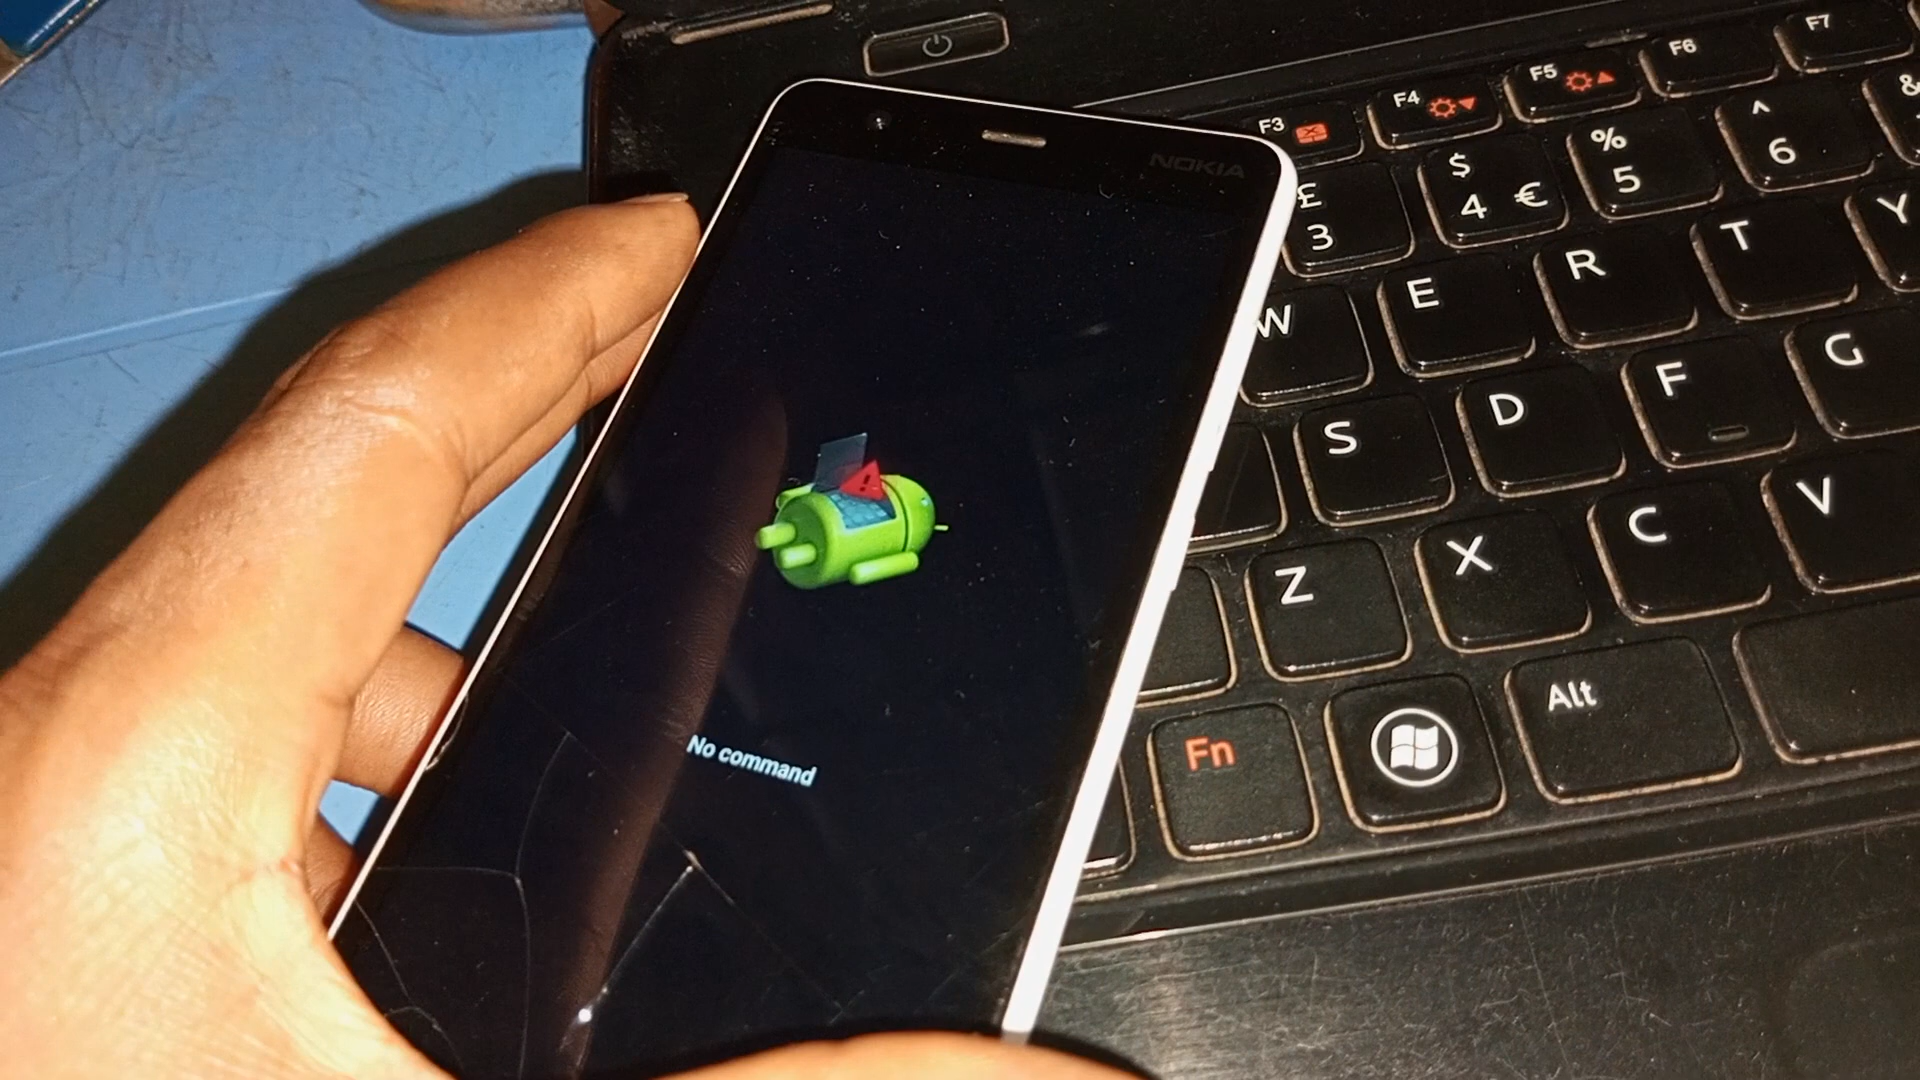 NOKIA
No command
F3
F4
F5
F6
F7
£
3
$
4 €
%
5
^
6
&
W
E
R
T
Y
S
D
F
G
Z
X
C
V
Fn
Alt